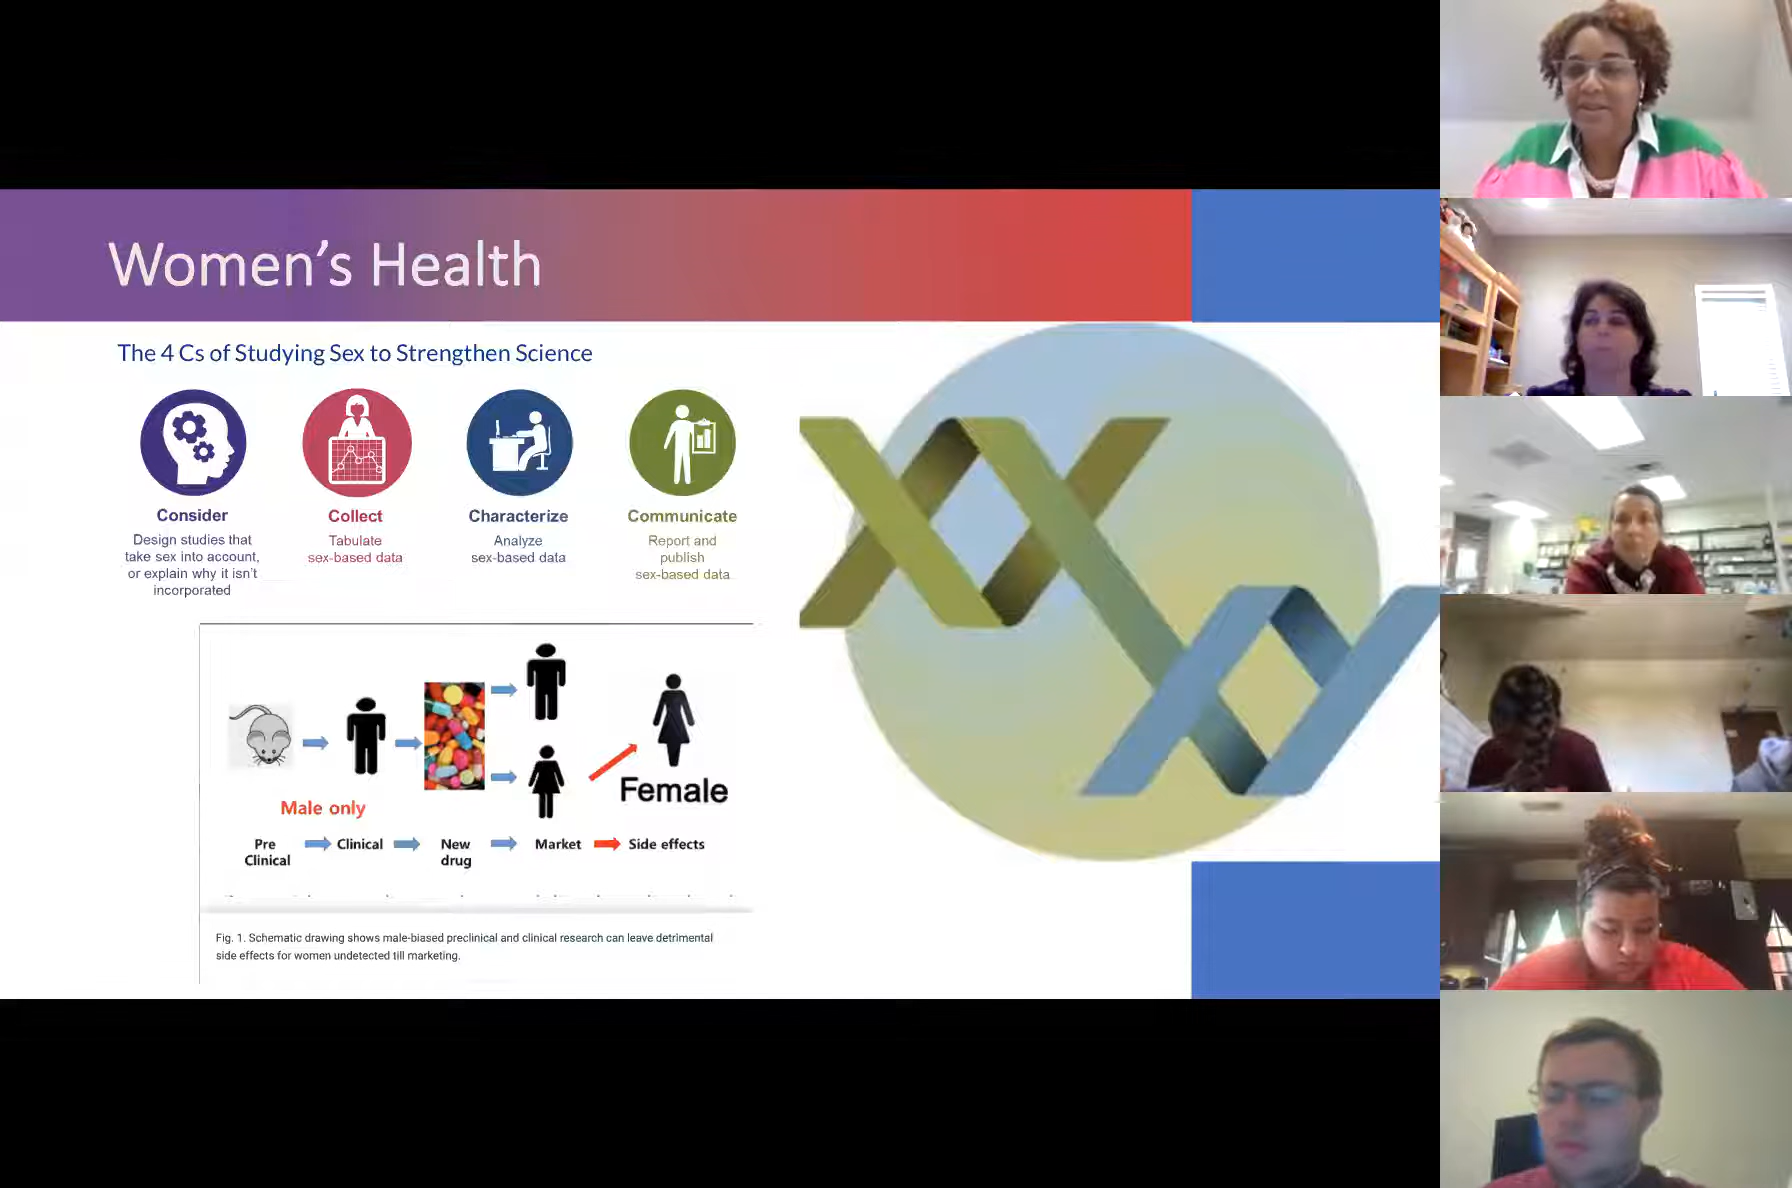 Women's Health
The 4 Cs of Studying Sex to Strengthen Science
Consider
Design studies that
take sex into account,
or explain why it isn't
incorporated
Collect
Tabulate
sex-based data
Characterize
Analyze
sex-based data
Communicate
Report and
publish
sex-based data
Male only
Female
Pre
Clinical
Clinical
New
drug
Market
Side effects
Fig. 1. Schematic drawing shows male-biased preclinical and clinical research can leave detrimental
side effects for women undetected till marketing.